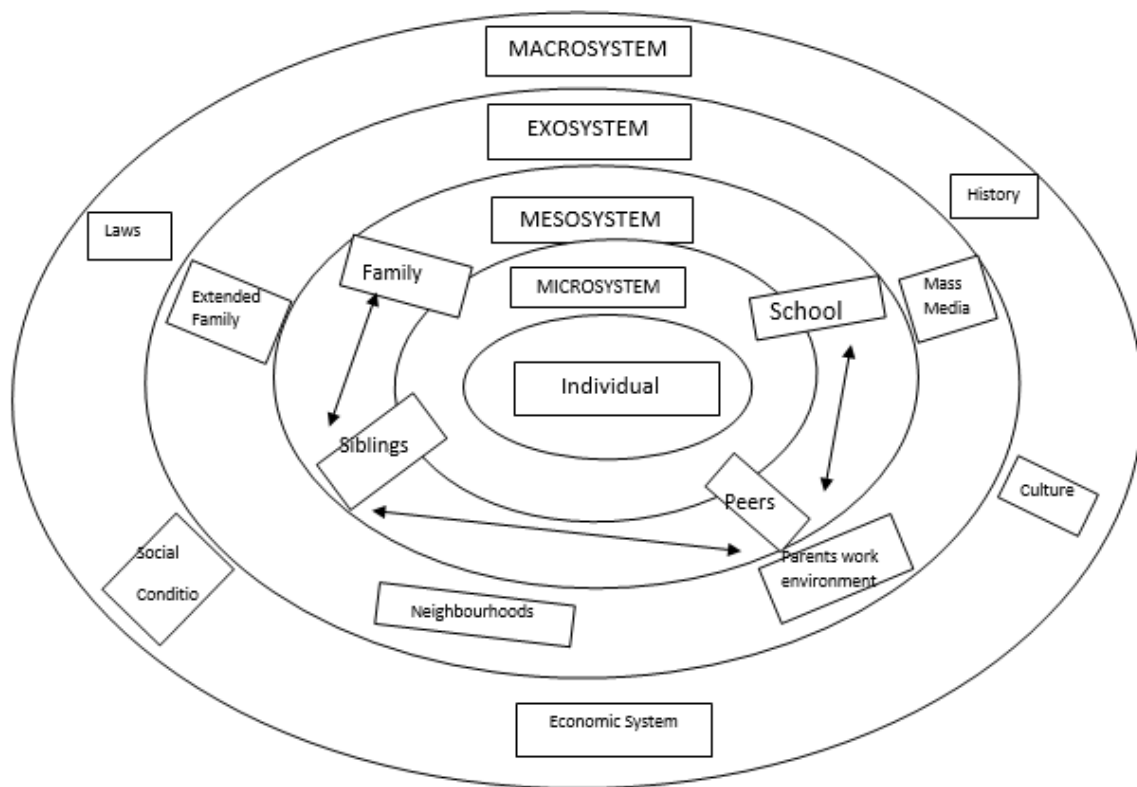 MACROSYSTEM
EXOSYSTEM
MESOSYSTEM
MICROSYSTEM
Individual
History
Laws
Family
School
Mass
Media
Extended
Family
Siblings
Peers
Culture
Social
Conditio
Parents work
environment
Neighbourhoods
Economic System